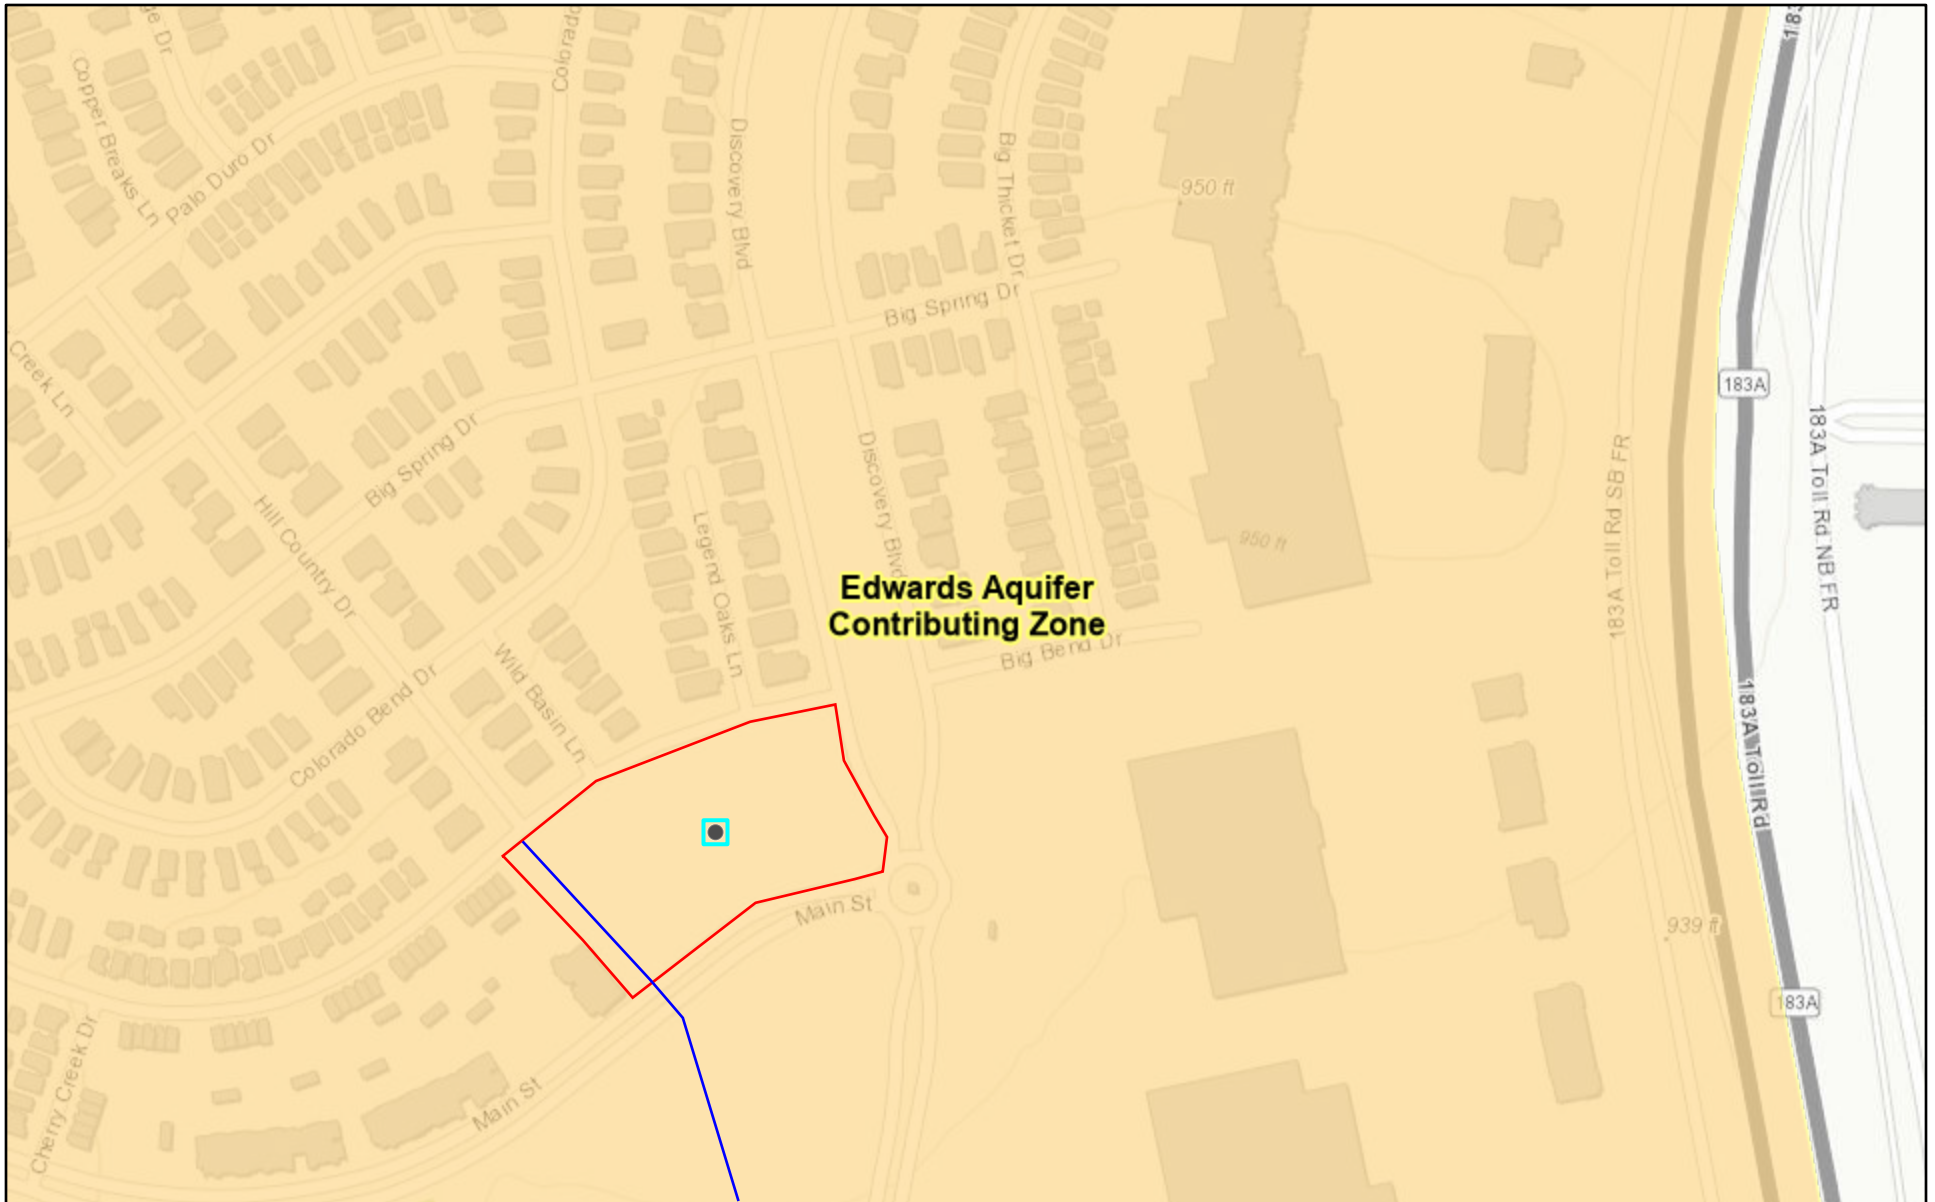 Colorado
183
Copper Breaks Ln
Palo Duro Dr
Discovery Blvd
Big Thicket Dr
950 ft
Big Spring Dr
Creek Ln
183A
183A Toll Rd NB FR
183A Toll Rd SB FR
Big Spring Dr
Hill Country Dr
Discovery Blvd
Legend Oaks Ln
950 ft
Edwards Aquifer
Contributing Zone
Big Bend Dr
Wild Basin Ln
Colorado Bend Dr
183A Toll Rd
Main St
939 ft
183A
Cherry Creek Dr
Main St